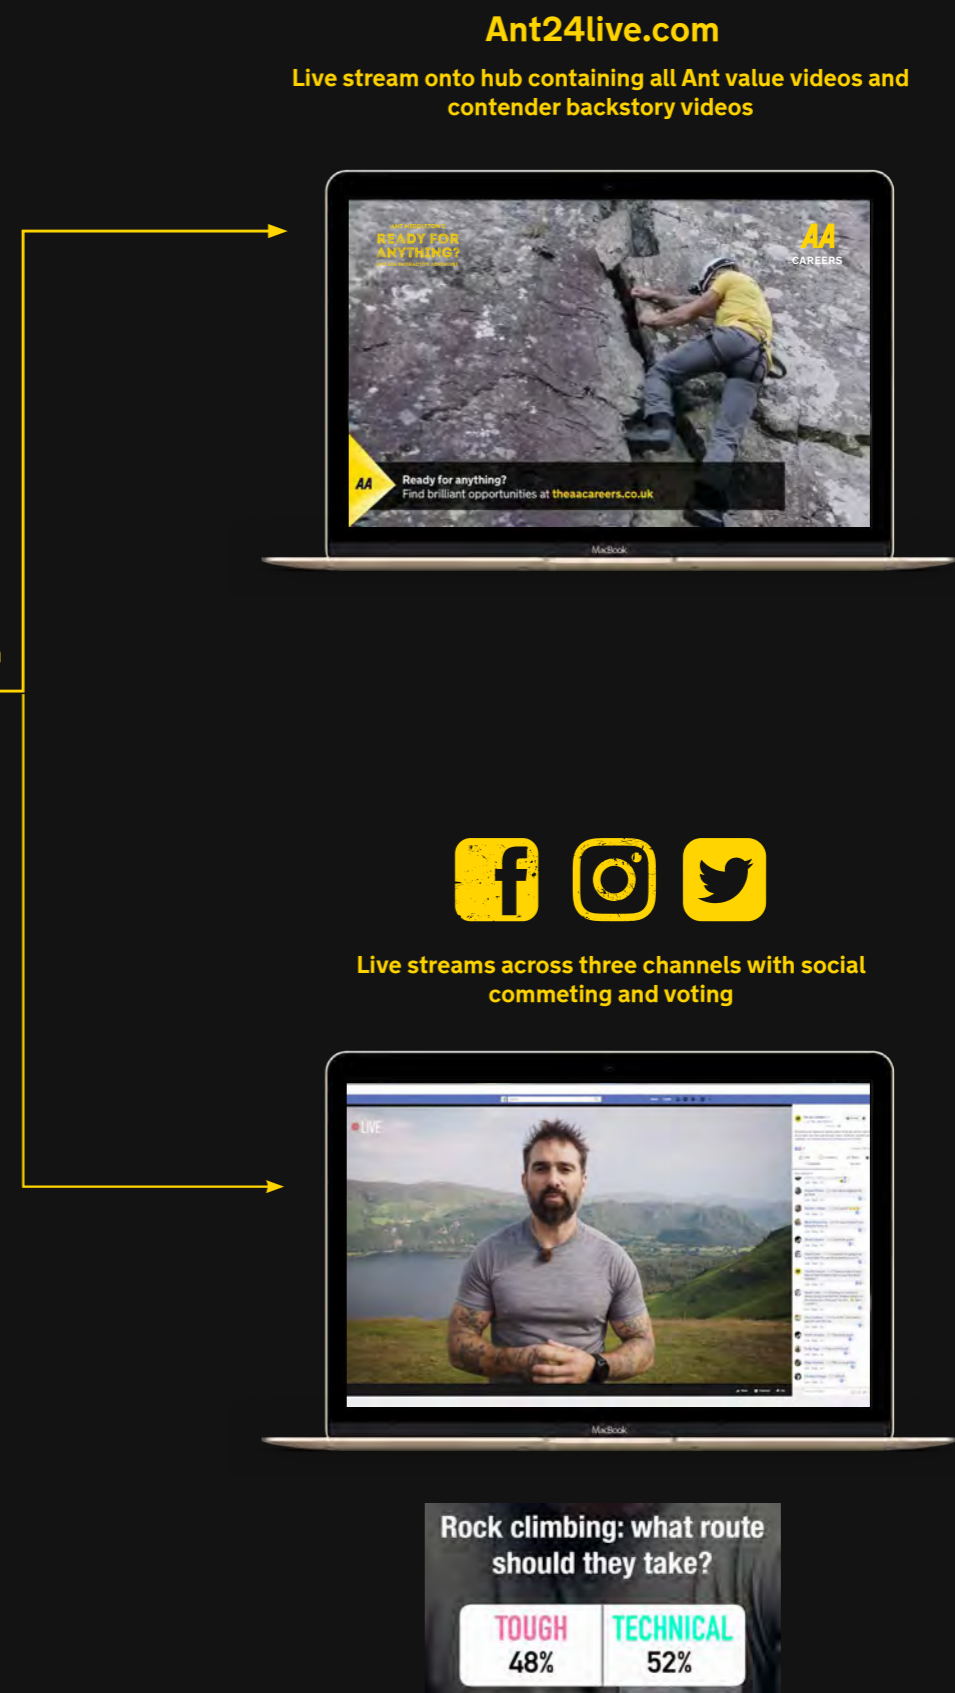 Ant24live.com
Live stream onto hub containing all Ant value videos and
contender backstory videos
ANT MIDDLETON'S
READY FOR
ANYTHING?
AA
CAREERS
AA
Ready for anything?
Find brilliant opportunities at theaacareers.co.uk
MacBook
Live streams across three channels with social
commeting and voting
LIVE
MacBook
Rock climbing: what route
should they take?
TOUGH
TECHNICAL
48%
52%